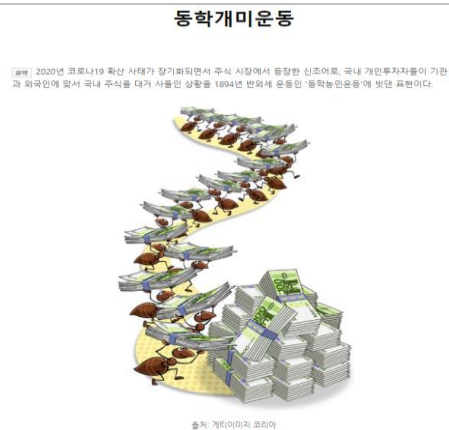 동학개미운동
요약 2020년 코로나19 확산 사태가 장기화되면서 주식 시장에서 등장한 신조어로, 국내 개인투자자들이 기관
과 외국인에 맞서 국내 주식을 대거 사들인 상황을 1894년 반외세 운동인 '동학농민운동'에 빗댄 표현이다.
출처: 게티이미지 코리아